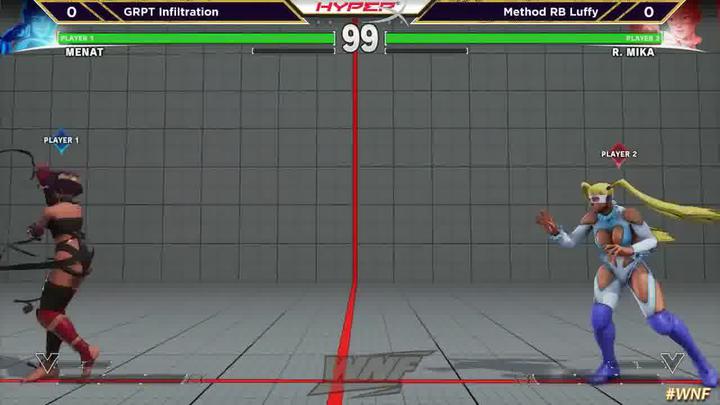 0 GRPT Infiltration HYPER Method RB Luffy 0
PLAYER 1 99 PLAYER 2
MENAT R. MIKA
PLAYER 1
PLAYER 2
WNF
#WNF